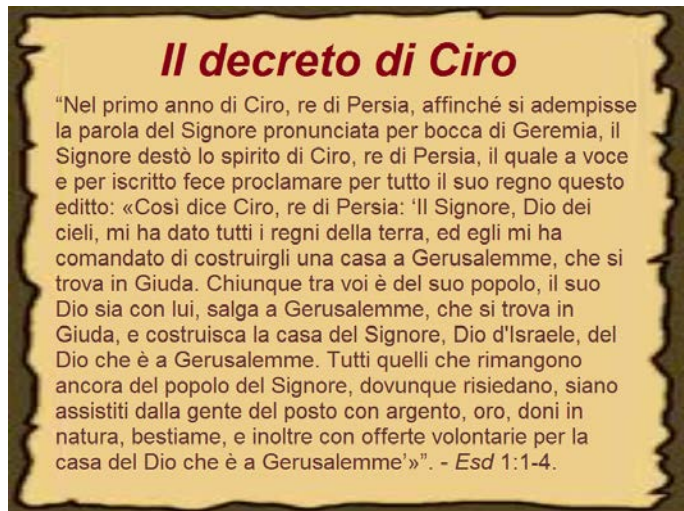 Il decreto di Ciro
“Nel primo anno di Ciro, re di Persia, affinché si adempisse
la parola del Signore pronunciata per bocca di Geremia, il
Signore destò lo spirito di Ciro, re di Persia, il quale a voce
e per iscritto fece proclamare per tutto il suo regno questo
editto: «Così dice Ciro, re di Persia: ‘Il Signore, Dio dei
cieli, mi ha dato tutti i regni della terra, ed egli mi ha
comandato di costruirgli una casa a Gerusalemme, che si
trova in Giuda. Chiunque tra voi è del suo popolo, il suo
Dio sia con lui, salga a Gerusalemme, che si trova in
Giuda, e costruisca la casa del Signore, Dio d'Israele, del
Dio che è a Gerusalemme. Tutti quelli che rimangono
ancora del popolo del Signore, dovunque risiedano, siano
assistiti dalla gente del posto con argento, oro, doni in
natura, bestiame, e inoltre con offerte volontarie per la
casa del Dio che è a Gerusalemme’»”. - Esd 1:1-4.